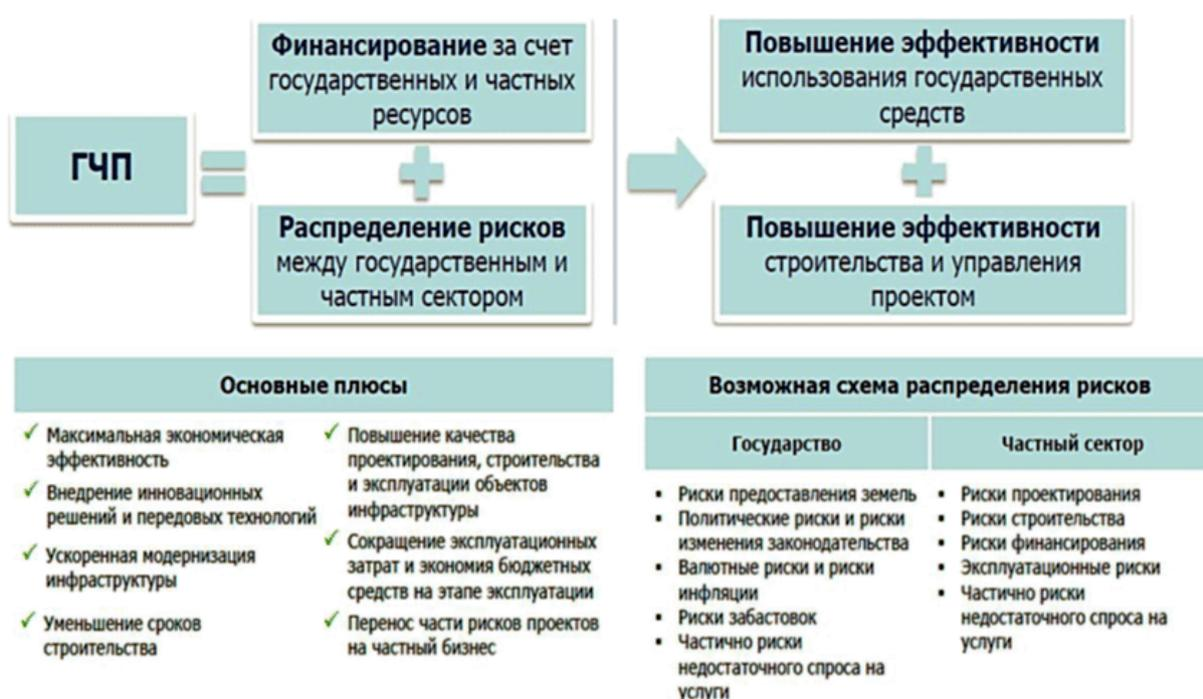 ГЧП
Финансирование за счет
государственных и частных
ресурсов
Распределение рисков
между государственным и
частным сектором
Повышение эффективности
использования государственных
средств
Повышение эффективности
строительства и управления
проектом
Основные плюсы
Максимальная экономическая
эффективность
Внедрение инновационных
решений и передовых технологий
Ускоренная модернизация
инфраструктуры
Уменьшение сроков
строительства
Повышение качества
проектирования, строительства
и эксплуатации объектов
инфраструктуры
Сокращение эксплуатационных
затрат и экономия бюджетных
средств на этапе эксплуатации
Перенос части рисков проектов
на частный бизнес
Возможная схема распределения рисков
Государство
Риски предоставления земель
Политические риски и риски
изменения законодательства
Валютные риски и риски
инфляции
Риски забастовок
Частично риски
недостаточного спроса на
услуги
Частный сектор
Риски проектирования
Риски строительства
Риски финансирования
Эксплуатационные риски
Частично риски
недостаточного спроса на
услуги